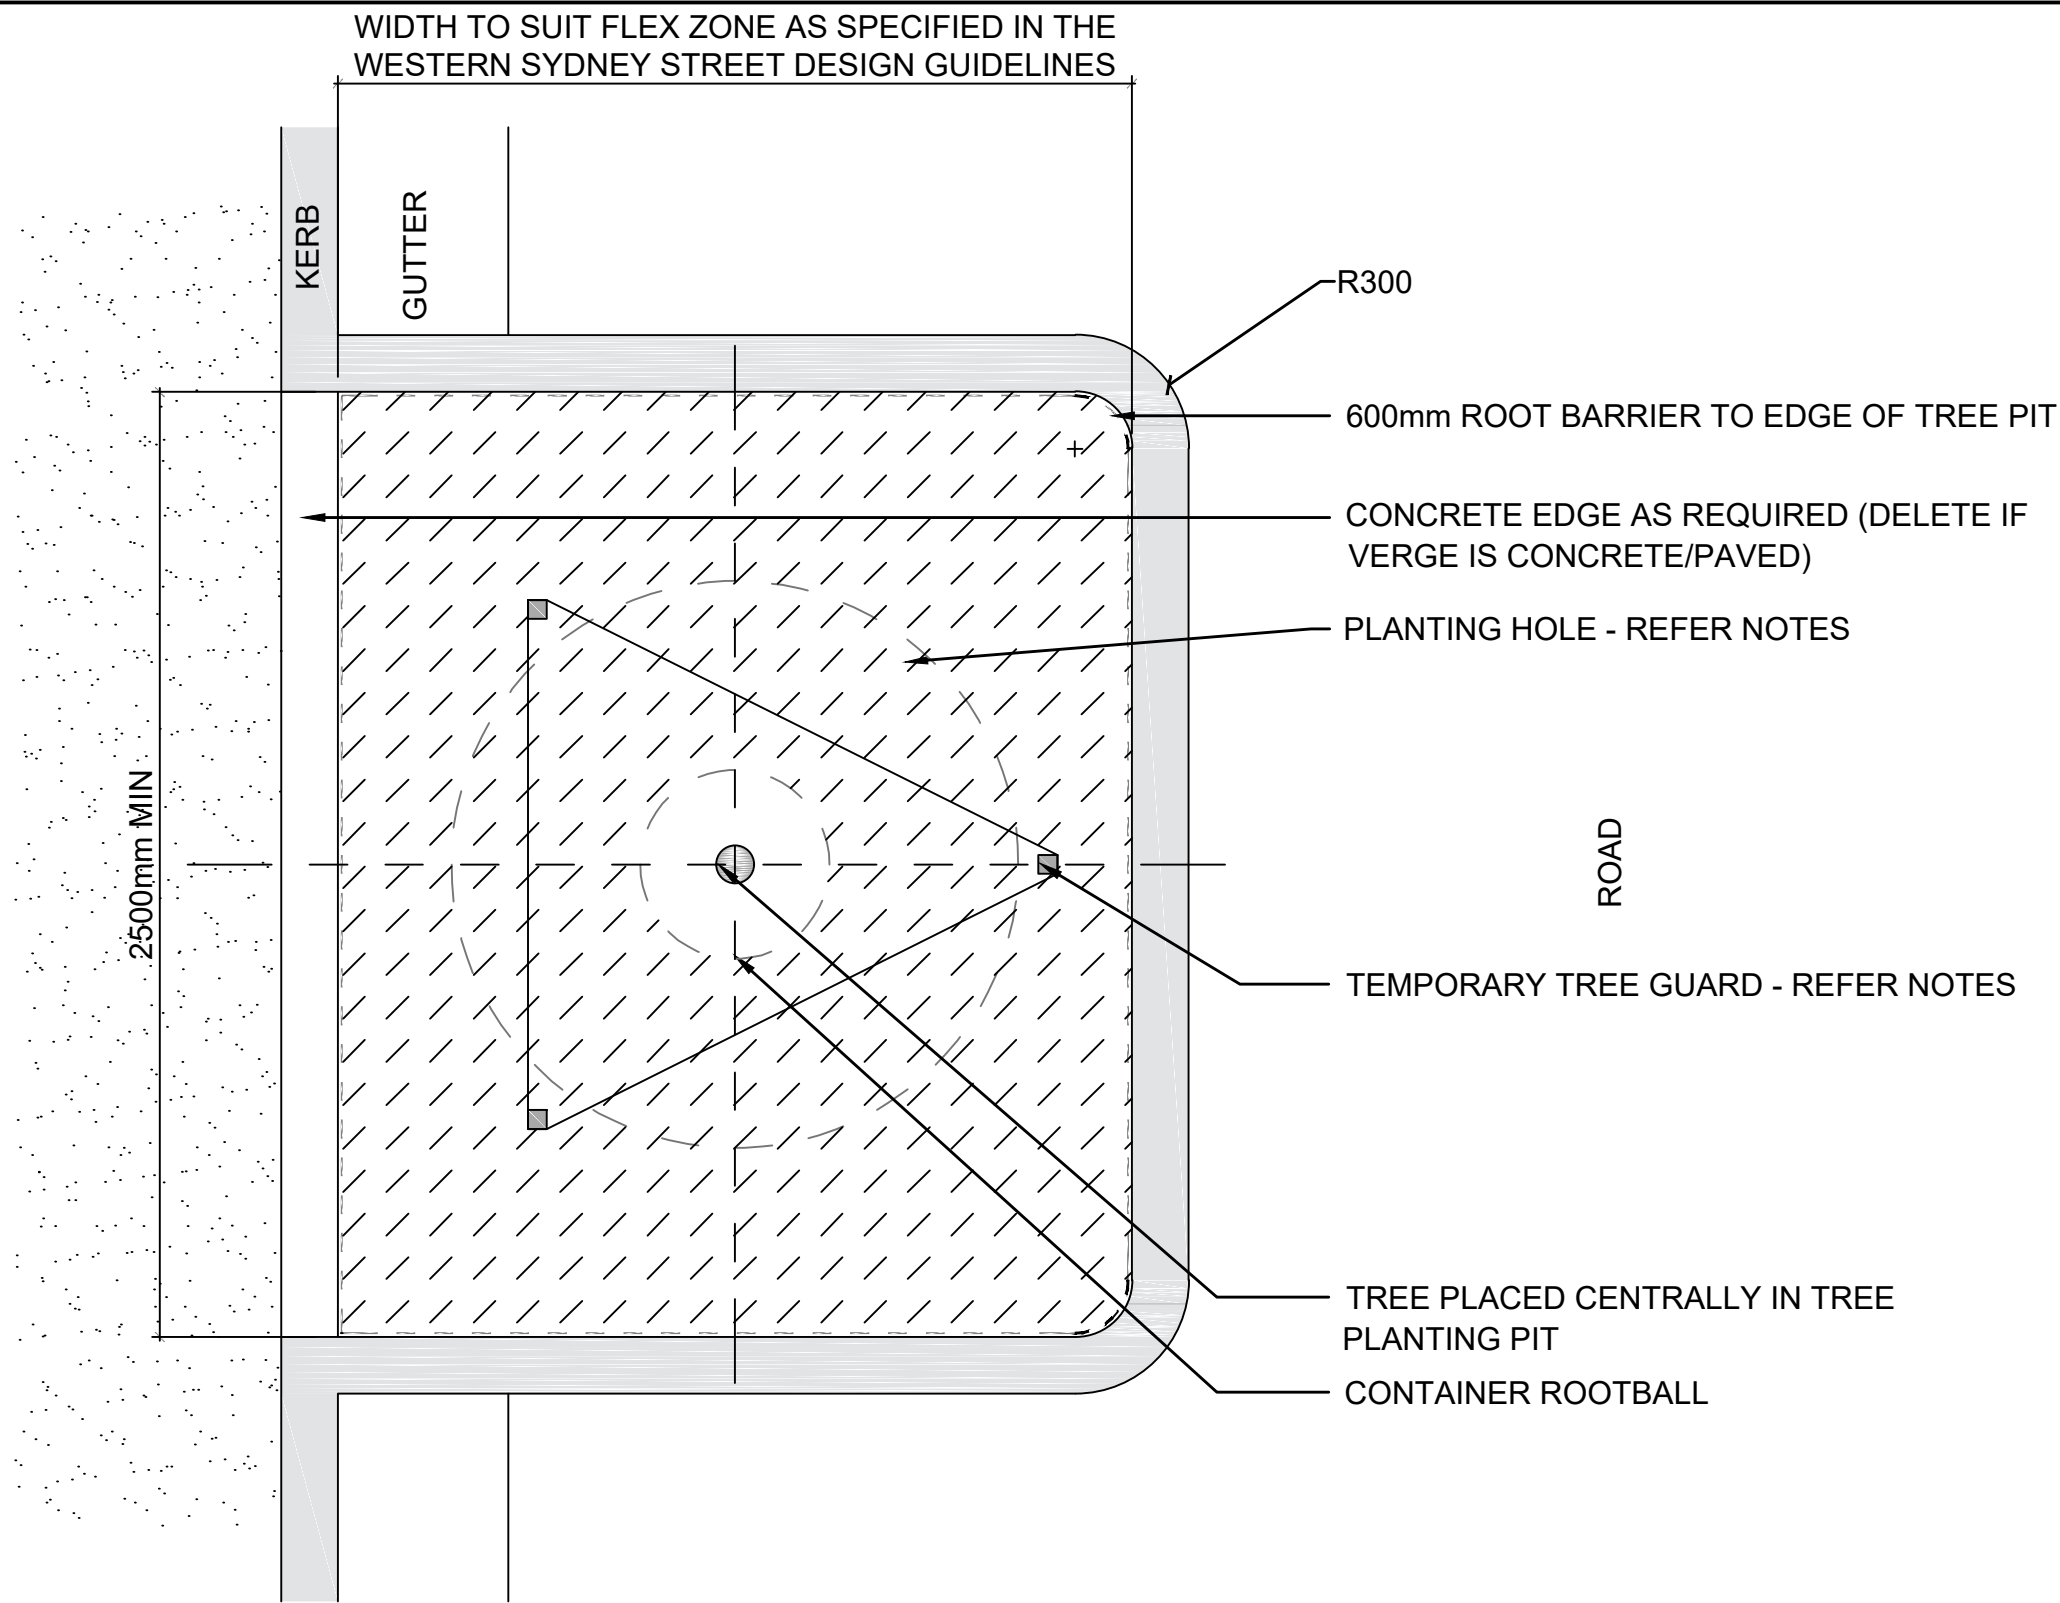 WIDTH TO SUIT FLEX ZONE AS SPECIFIED IN THE
WESTERN SYDNEY STREET DESIGN GUIDELINES
KERB
GUTTER
R300
600mm ROOT BARRIER TO EDGE OF TREE PIT
CONCRETE EDGE AS REQUIRED (DELETE IF
VERGE IS CONCRETE/PAVED)
PLANTING HOLE - REFER NOTES
2500mm MIN
ROAD
TEMPORARY TREE GUARD - REFER NOTES
TREE PLACED CENTRALLY IN TREE
PLANTING PIT
CONTAINER ROOTBALL